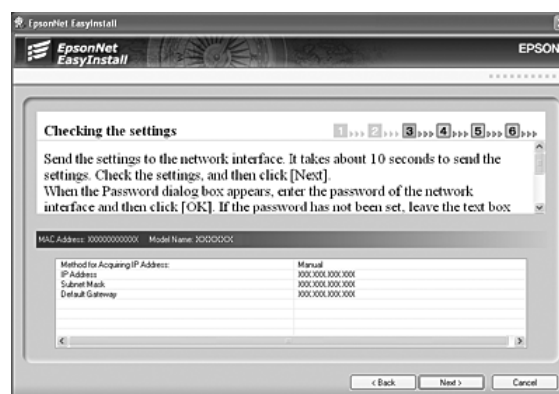 EpsonNet EasyInstall
EpsonNet
EasyInstall
EPSON
Checking the settings
1 2 3 4 5 6
Send the settings to the network interface. It takes about 10 seconds to send the
settings. Check the settings, and then click [Next].
When the Password dialog box appears, enter the password of the network
interface and then click [OK]. If the password has not been set, leave the text box
MAC Address: XXXXXXXXXXXX Model Name: XXXXXXX
Method for Acquiring IP Address: Manual
IP Address XXX.XXX.XXX.XXX
Subnet Mask XXX.XXX.XXX.XXX
Default Gateway XXX.XXX.XXX.XXX
< Back Next > Cancel